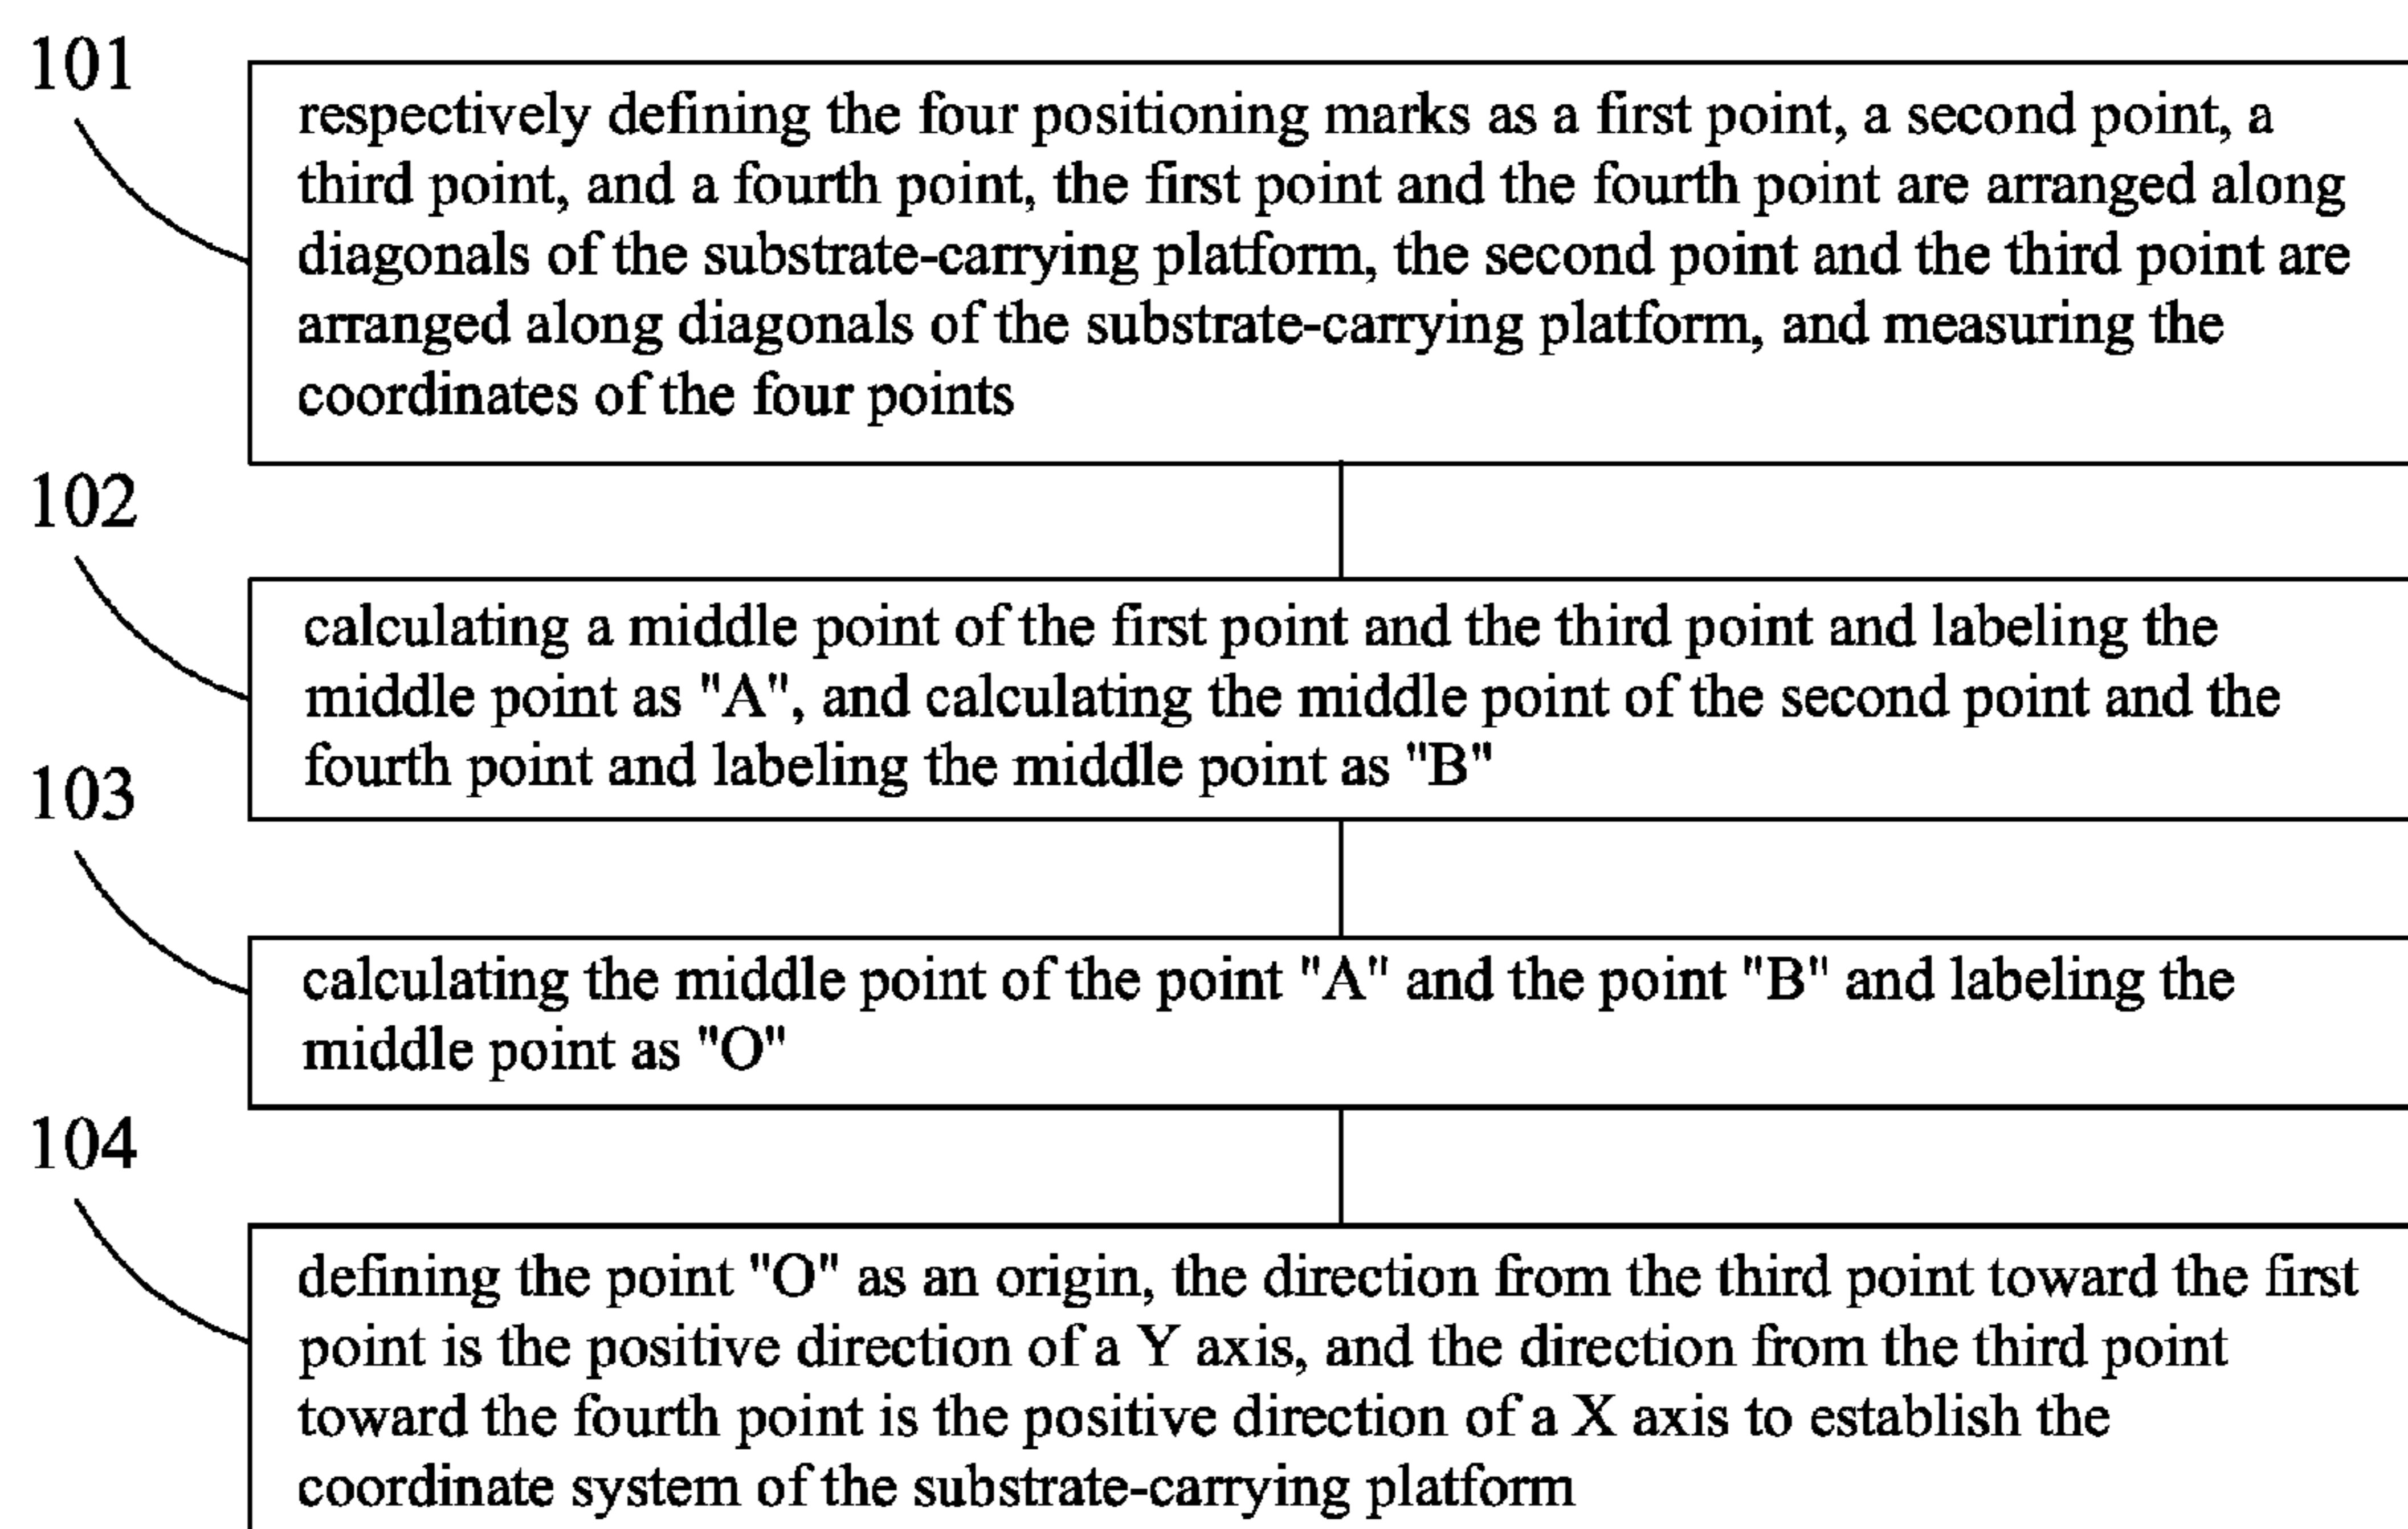 101
respectively defining the four positioning marks as a first point, a second point, a
third point, and a fourth point, the first point and the fourth point are arranged along
diagonals of the substrate-carrying platform, the second point and the third point are
arranged along diagonals of the substrate-carrying platform, and measuring the
coordinates of the four points
102
calculating a middle point of the first point and the third point and labeling the
middle point as "A", and calculating the middle point of the second point and the
fourth point and labeling the middle point as "B"
103
calculating the middle point of the point "A" and the point "B" and labeling the
middle point as "O"
104
defining the point "O" as an origin, the direction from the third point toward the first
point is the positive direction of a Y axis, and the direction from the third point
toward the fourth point is the positive direction of a X axis to establish the
coordinate system of the substrate-carrying platform